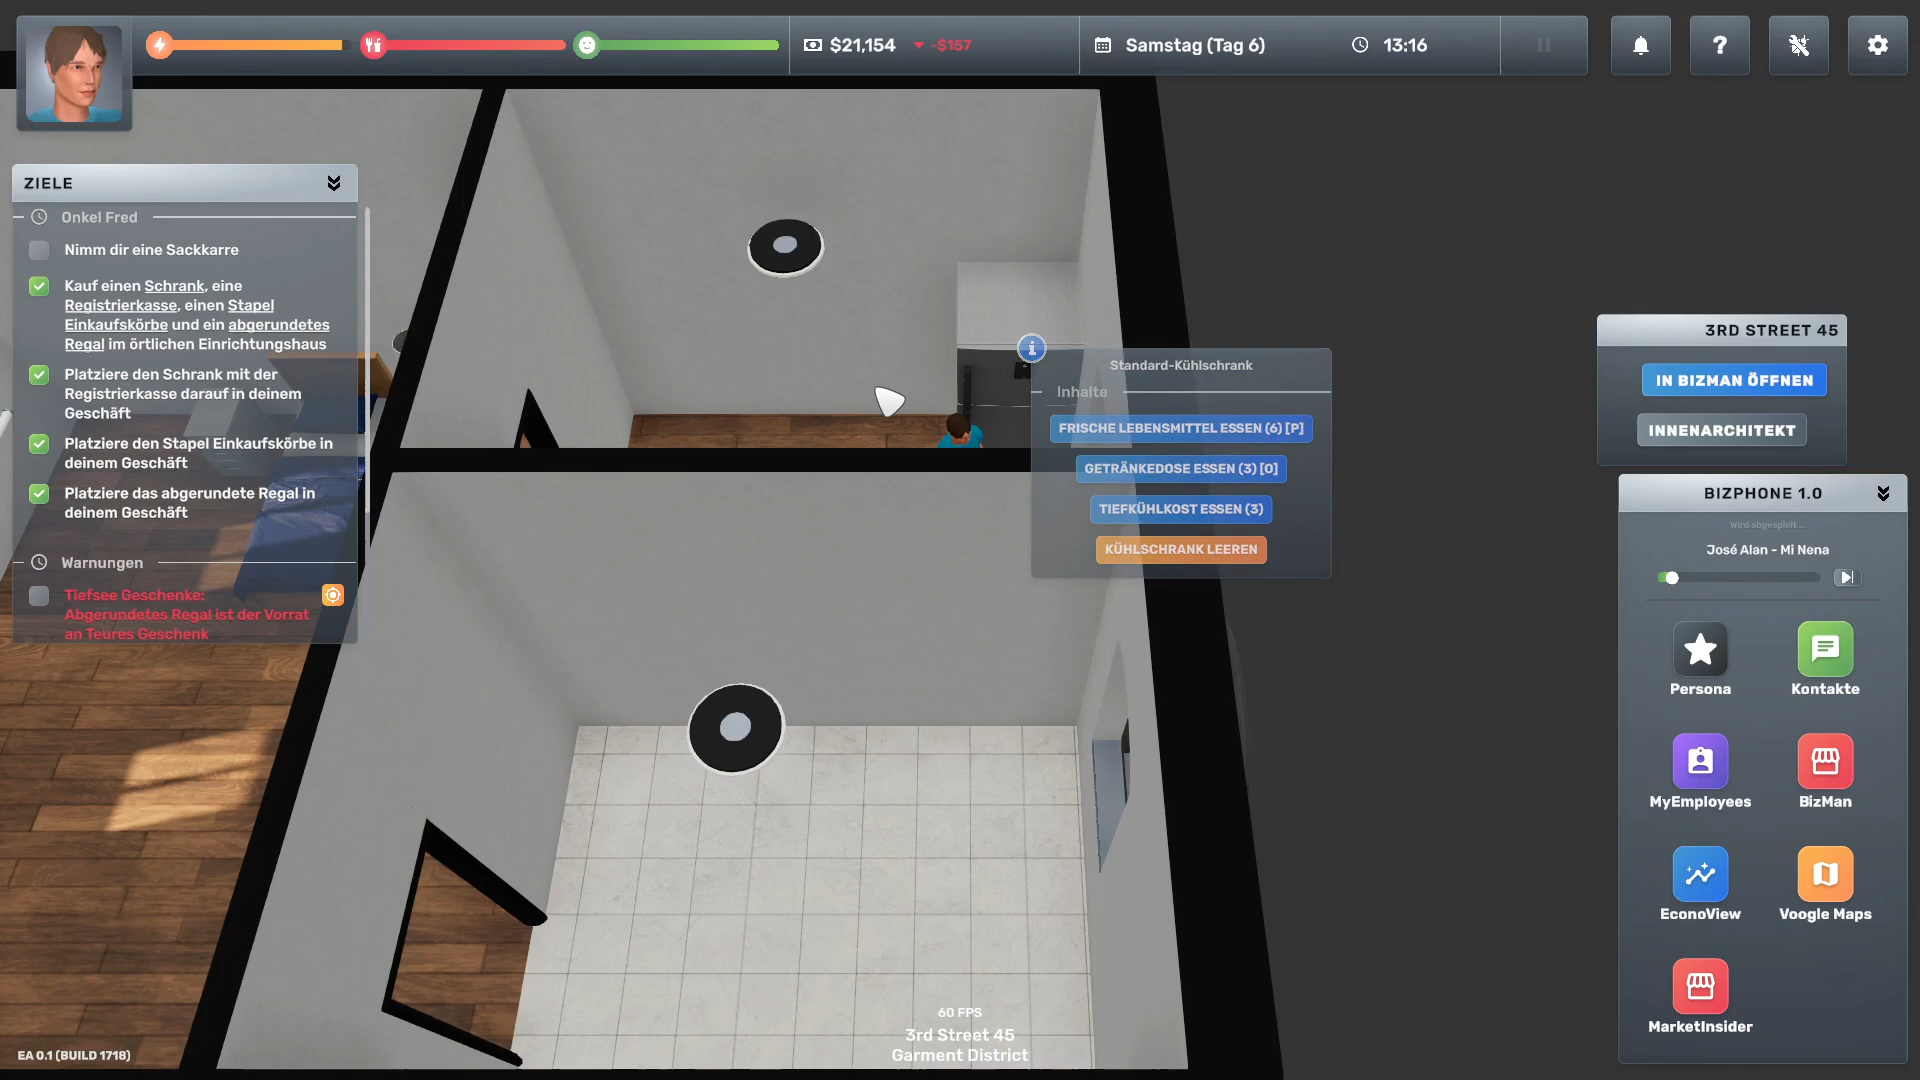 $21,154
-$157
Samstag (Tag 6)
13:16
?
ZIELE
Onkel Fred
Nimm dir eine Sackkarre
Kauf einen Schrank, eine
Registrierkasse, einen Stapel
Einkaufskörbe und ein abgerundetes
Regal im örtlichen Einrichtungshaus
Platziere den Schrank mit der
Registrierkasse darauf in deinem
Geschäft
Platziere den Stapel Einkaufskörbe in
deinem Geschäft
Platziere das abgerundete Regal in
deinem Geschäft
Warnungen
Tiefsee Geschenke:
Abgerundetes Regal ist der Vorrat
an Teures Geschenk
i
Standard-Kühlschrank
Inhalte
FRISCHE LEBENSMITTEL ESSEN (6) [P]
GETRÄNKEDOSE ESSEN (3) [O]
TIEFKÜHLKOST ESSEN (3)
KÜHLSCHRANK LEEREN
3RD STREET 45
IN BIZMAN ÖFFNEN
INNENARCHITEKT
BIZPHONE 1.0
Wird abgespielt ...
José Alan - Mi Nena
Persona
Kontakte
MyEmployees
BizMan
EconoView
Voogle Maps
MarketInsider
60 FPS
3rd Street 45
Garment District
EA 0.1 (BUILD 1718)